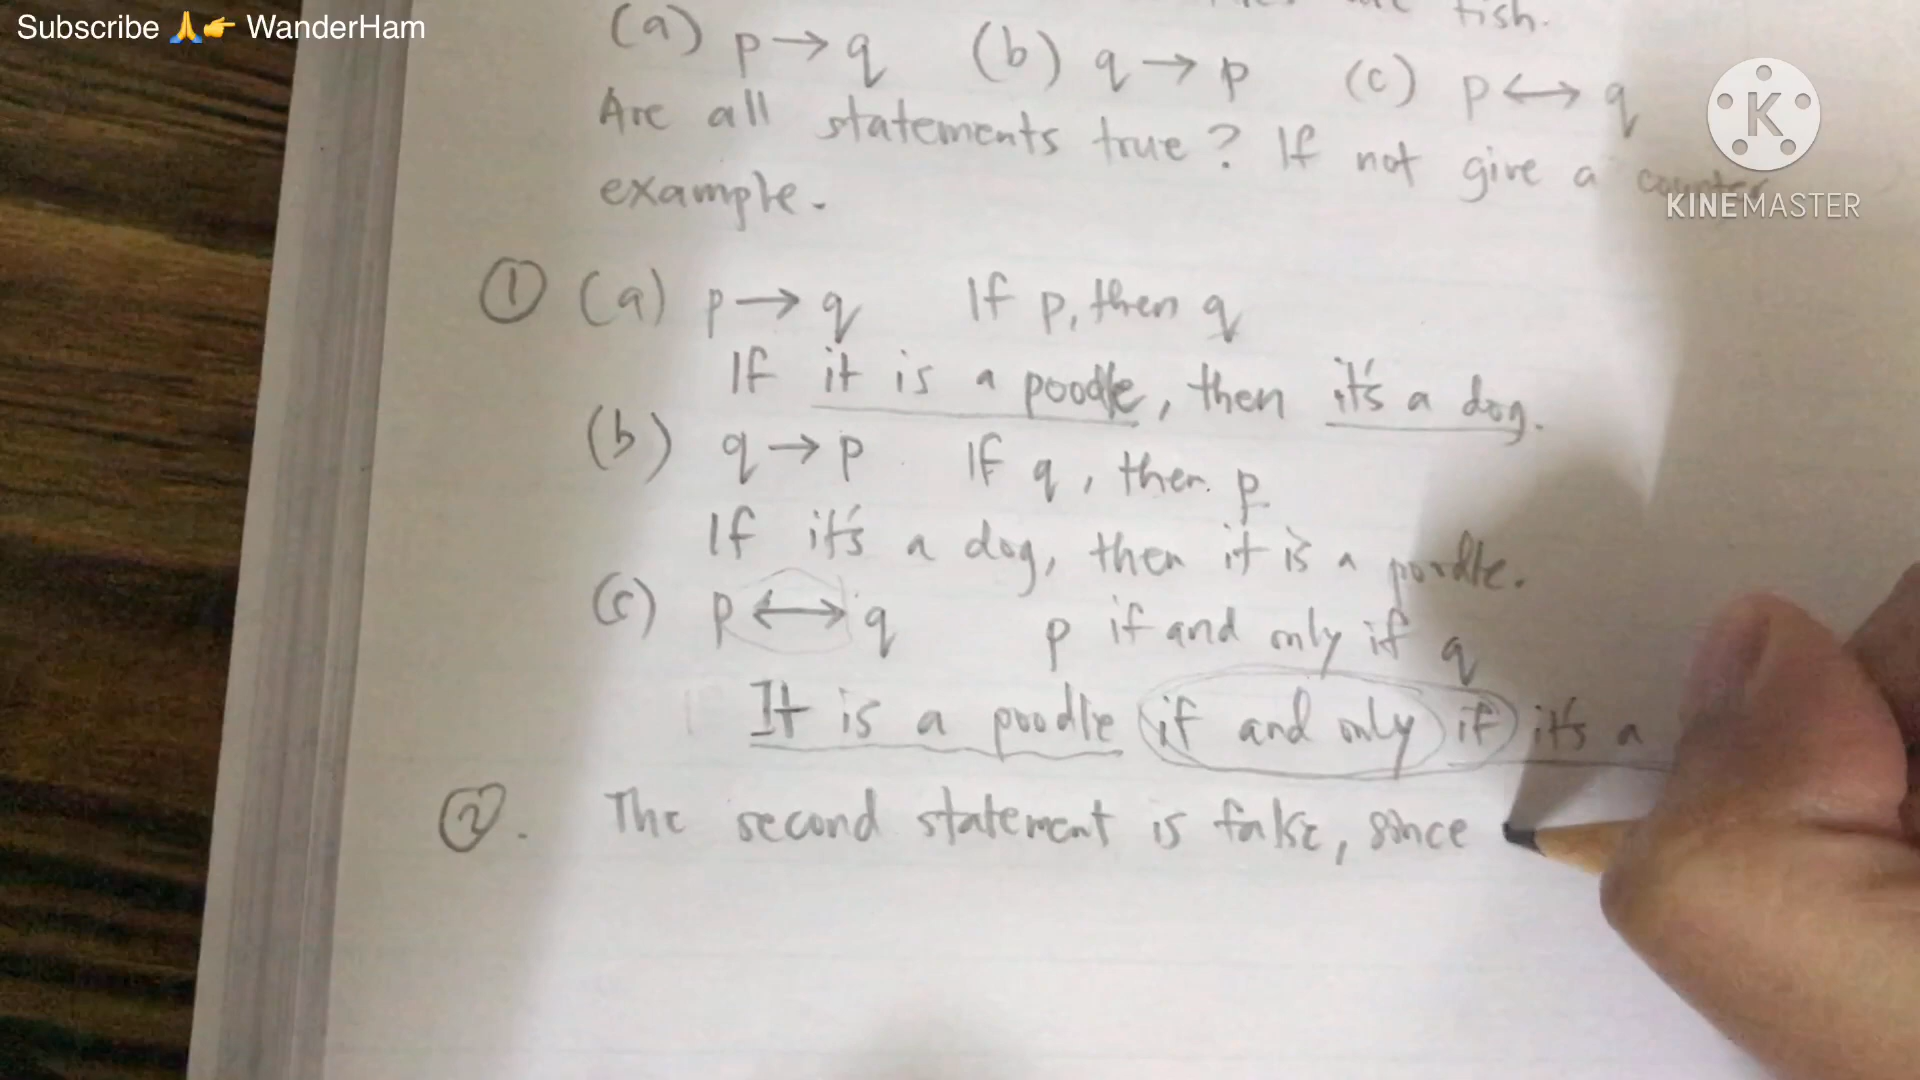 Subscribe 🙏👉 WanderHam
fish.
(a) p → q (b) q → p (c) p ↔ q
Are all statements true? If not give a counter
example.
K
KINEMASTER
① (a) p → q If p, then q
If it is a poodle, then it's a dog.
(b) q → p If q, then p
If it's a dog, then it is a poodle.
(c) p ↔ q p if and only if q
It is a poodle if and only if it's a
②. The second statement is false, since